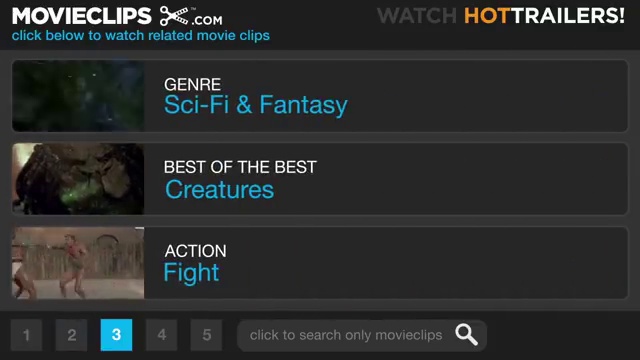 MOVIECLIPS .COM
WATCH HOTTRAILERS!
click below to watch related movie clips
GENRE
Sci-Fi & Fantasy
BEST OF THE BEST
Creatures
ACTION
Fight
1 2 3 4 5 click to search only movieclips